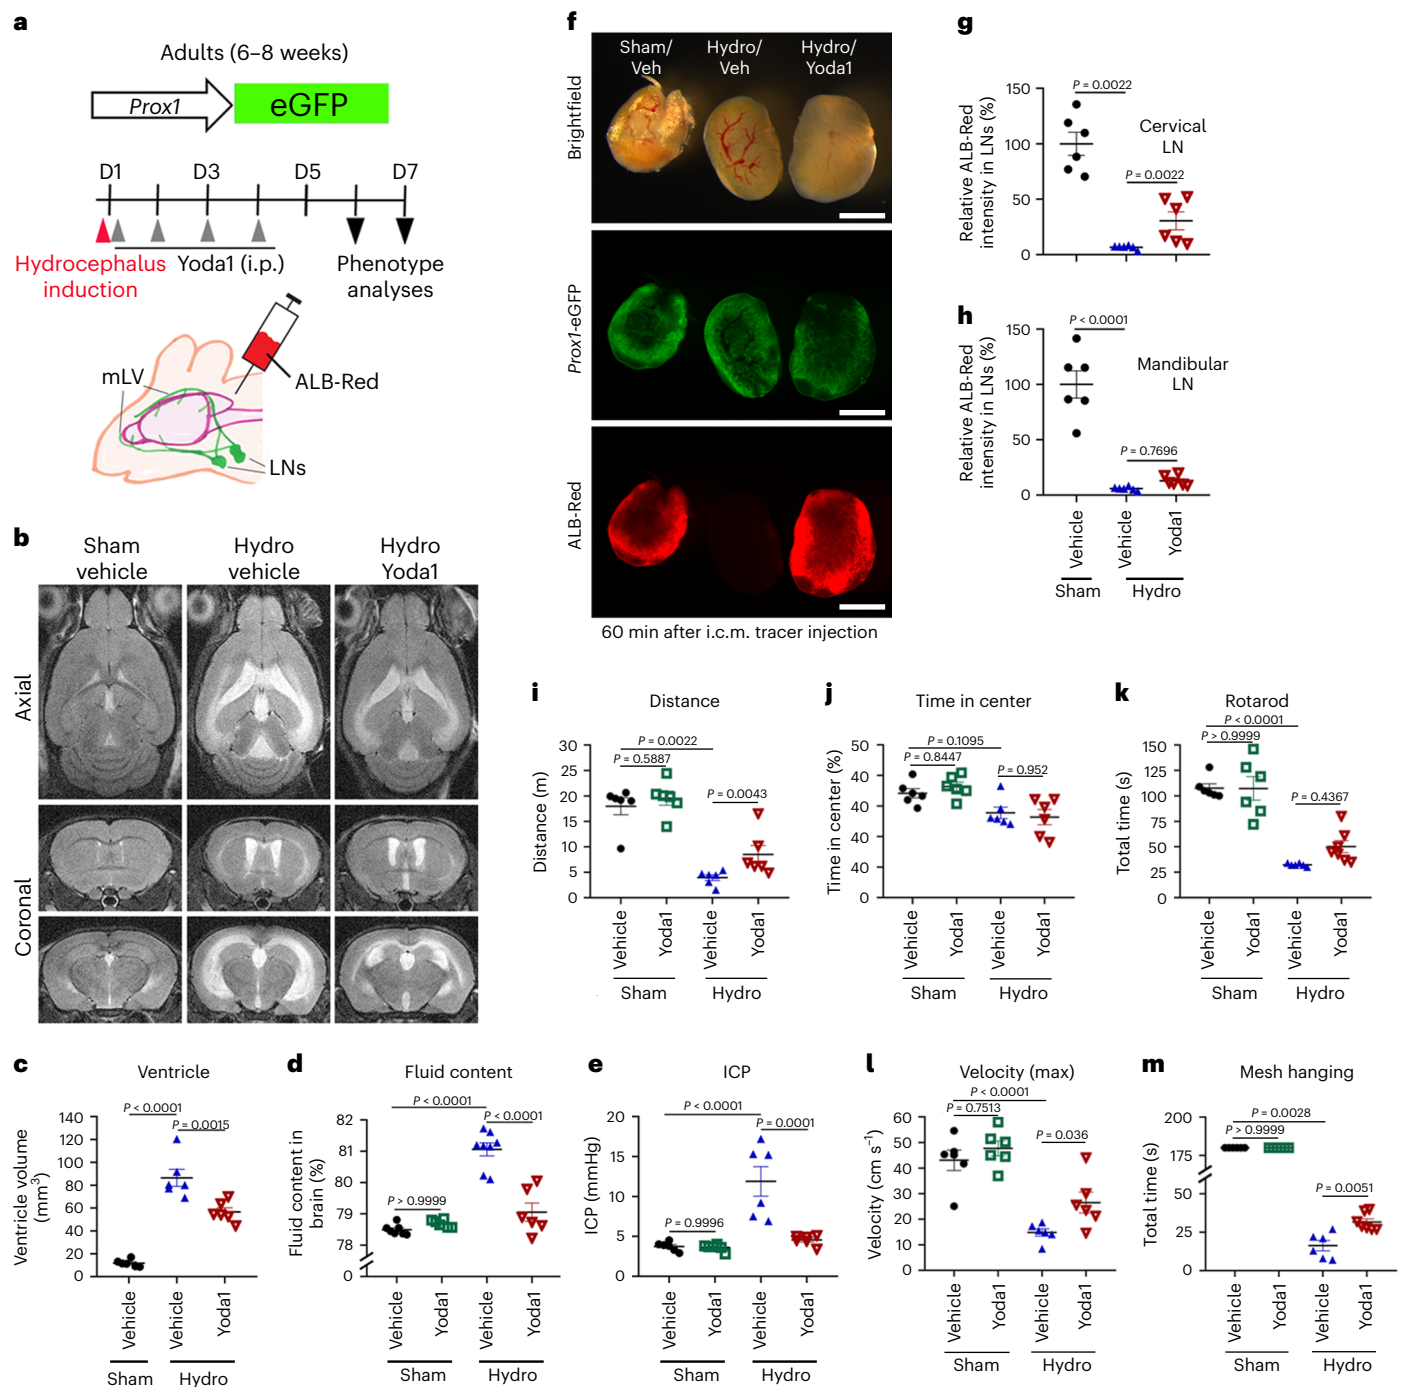 a
Adults (6–8 weeks)
Prox1
eGFP
D1
D3
D5
D7
Hydrocephalus
induction
Yoda1 (i.p.)
Phenotype
analyses
mLV
ALB-Red
LNs
b
Sham
vehicle
Hydro
vehicle
Hydro
Yoda1
Axial
Coronal
c
Ventricle
P < 0.0001
P = 0.0015
Ventricle volume
(mm³)
140
120
100
80
60
40
20
0
Vehicle
Vehicle
Yoda1
Sham
Hydro
d
Fluid content
P < 0.0001
P < 0.0001
P > 0.9999
Fluid content in
brain (%)
82
81
80
79
78
0
Vehicle
Yoda1
Vehicle
Yoda1
Sham
Hydro
e
ICP
P < 0.0001
P = 0.0001
P = 0.9996
ICP (mmHg)
20
15
10
5
0
Vehicle
Yoda1
Vehicle
Yoda1
Sham
Hydro
f
Sham/
Veh
Hydro/
Veh
Hydro/
Yoda1
Brightfield
Prox1-eGFP
ALB-Red
60 min after i.c.m. tracer injection
g
P = 0.0022
P = 0.0022
Cervical
LN
Relative ALB-Red
intensity in LNs (%)
150
100
50
0
h
P < 0.0001
P = 0.7696
Mandibular
LN
Relative ALB-Red
intensity in LNs (%)
150
100
50
0
Vehicle
Vehicle
Yoda1
Sham
Hydro
i
Distance
P = 0.0022
P = 0.5887
P = 0.0043
Distance (m)
30
25
20
15
10
5
0
Vehicle
Yoda1
Vehicle
Yoda1
Sham
Hydro
j
Time in center
P = 0.1095
P = 0.8447
P = 0.952
Time in center (%)
50
40
40
40
40
0
Vehicle
Yoda1
Vehicle
Yoda1
Sham
Hydro
k
Rotarod
P < 0.0001
P > 0.9999
P = 0.4367
Total time (s)
150
125
100
75
50
25
0
Vehicle
Yoda1
Vehicle
Yoda1
Sham
Hydro
l
Velocity (max)
P < 0.0001
P = 0.7513
P = 0.036
Velocity (cm s⁻¹)
60
50
40
30
20
10
0
Vehicle
Yoda1
Vehicle
Yoda1
Sham
Hydro
m
Mesh hanging
P = 0.0028
P > 0.9999
P = 0.0051
Total time (s)
200
175
50
25
0
Vehicle
Yoda1
Vehicle
Yoda1
Sham
Hydro